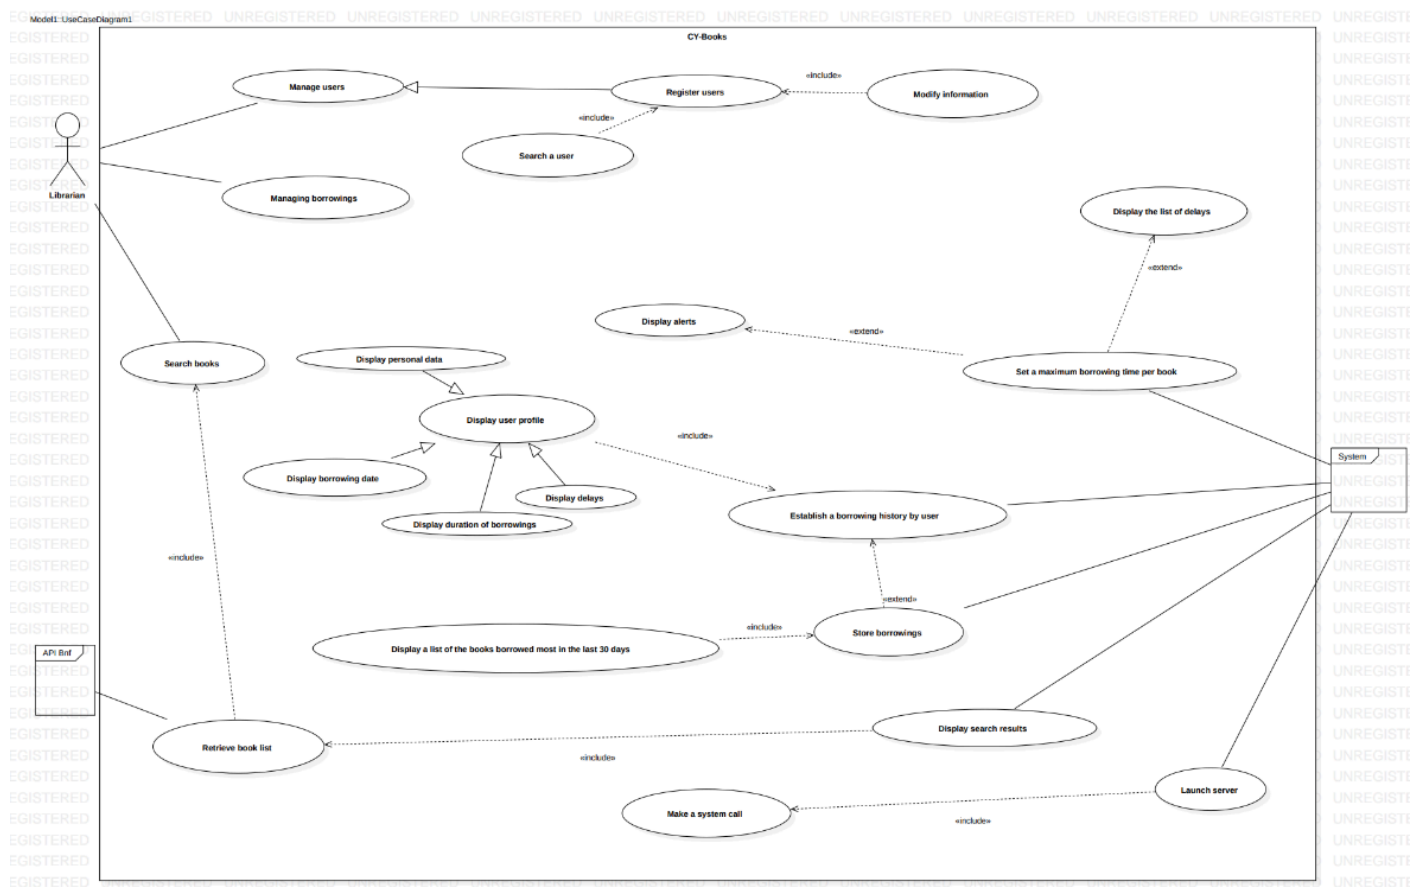 Model1::UseCaseDiagram1
CY-Books
Manage users
Register users
«include»
Modify information
«include»
Search a user
Librarian
Managing borrowings
Display the list of delays
«extend»
Display alerts
«extend»
Search books
Display personal data
Set a maximum borrowing time per book
Display user profile
«include»
System
Display borrowing date
Display delays
Display duration of borrowings
Establish a borrowing history by user
«include»
«extend»
«include»
Store borrowings
Display a list of the books borrowed most in the last 30 days
API Bnf
Display search results
Retrieve book list
«include»
Launch server
Make a system call
«include»
UNREGISTERED